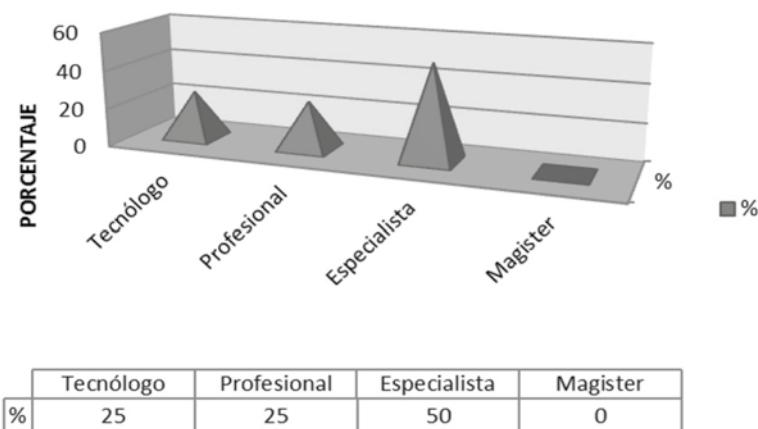 60
40
20
0
PORCENTAJE
Tecnólogo
Profesional
Especialista
Magister
%
%
Tecnólogo Profesional Especialista Magister
% 25 25 50 0